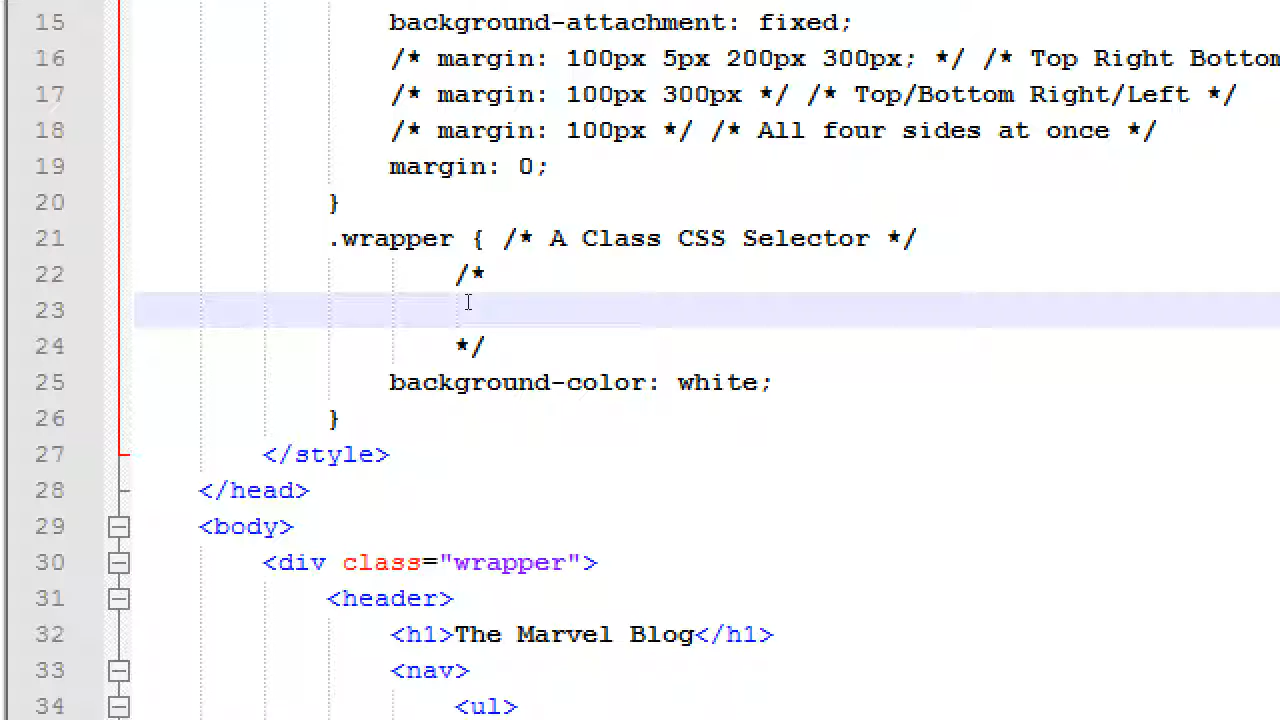 15 background-attachment: fixed;
16 /* margin: 100px 5px 200px 300px; */ /* Top Right Bottom
17 /* margin: 100px 300px */ /* Top/Bottom Right/Left */
18 /* margin: 100px */ /* All four sides at once */
19 margin: 0;
20 }
21 .wrapper { /* A Class CSS Selector */
22 /*
23
24 */
25 background-color: white;
26 }
27 </style>
28 </head>
29 <body>
30 <div class="wrapper">
31 <header>
32 <h1>The Marvel Blog</h1>
33 <nav>
34 <ul>